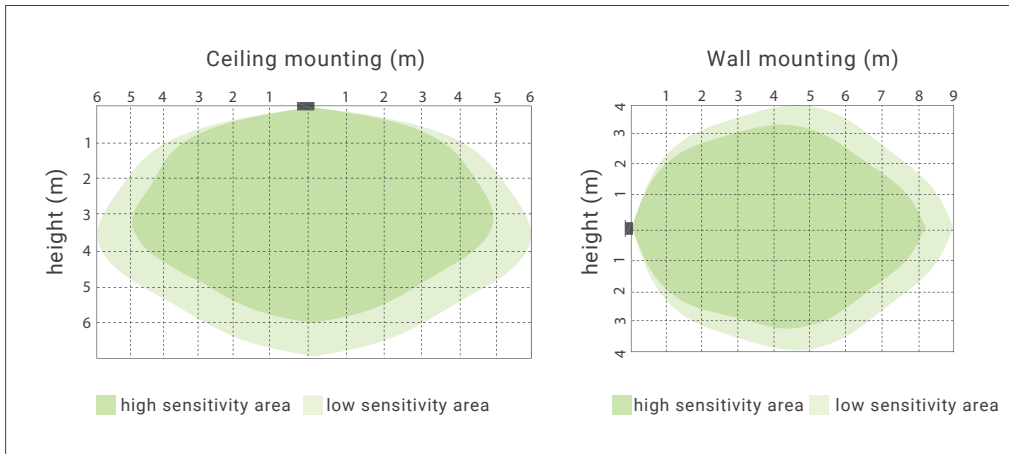 Ceiling mounting (m)
6 5 4 3 2 1 1 2 3 4 5 6
height (m)
1
2
3
4
5
6
high sensitivity area low sensitivity area
Wall mounting (m)
1 2 3 4 5 6 7 8 9
height (m)
4
3
2
1
1
2
3
4
high sensitivity area low sensitivity area